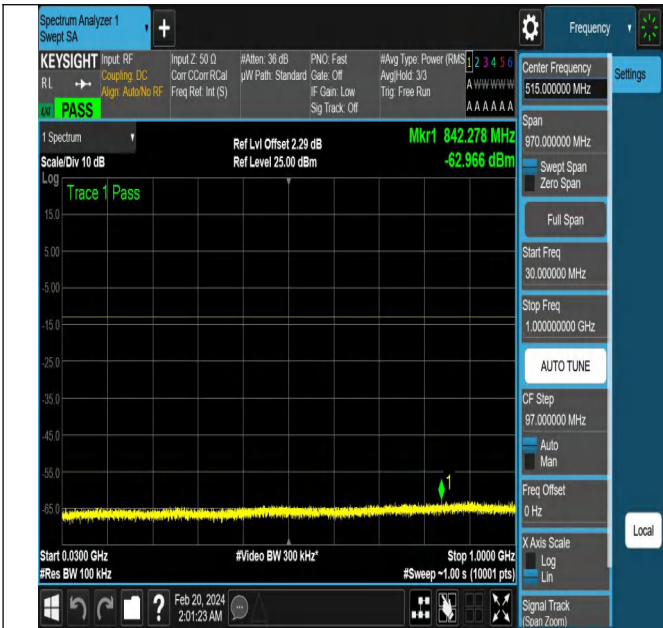 Spectrum Analyzer 1
Swept SA
+
Frequency
KEYSIGHT
RL
LXI PASS
Input: RF
Coupling: DC
Align: Auto/No RF
Input Z: 50 Ω
Corr CCorr RCal
Freq Ref: Int (S)
#Atten: 36 dB
µW Path: Standard
PNO: Fast
Gate: Off
IF Gain: Low
Sig Track: Off
#Avg Type: Power (RMS
Avg|Hold: 3/3
Trig: Free Run
1 2 3 4 5 6
A W W W W W
A A A A A A
1 Spectrum
Scale/Div 10 dB
Log
Ref Lvl Offset 2.29 dB
Ref Level 25.00 dBm
Mkr1 842.278 MHz
-62.966 dBm
Trace 1 Pass
15.0
5.00
-5.00
-15.0
-25.0
-35.0
-45.0
-55.0
-65.0
1
Start 0.0300 GHz
#Res BW 100 kHz
#Video BW 300 kHz*
Stop 1.0000 GHz
#Sweep ~1.00 s (10001 pts)
?
Feb 20, 2024
2:01:23 AM
Center Frequency
515.000000 MHz
Span
970.000000 MHz
Swept Span
Zero Span
Full Span
Start Freq
30.000000 MHz
Stop Freq
1.000000000 GHz
AUTO TUNE
CF Step
97.000000 MHz
Auto
Man
Freq Offset
0 Hz
X Axis Scale
Log
Lin
Signal Track
(Span Zoom)
Settings
Local